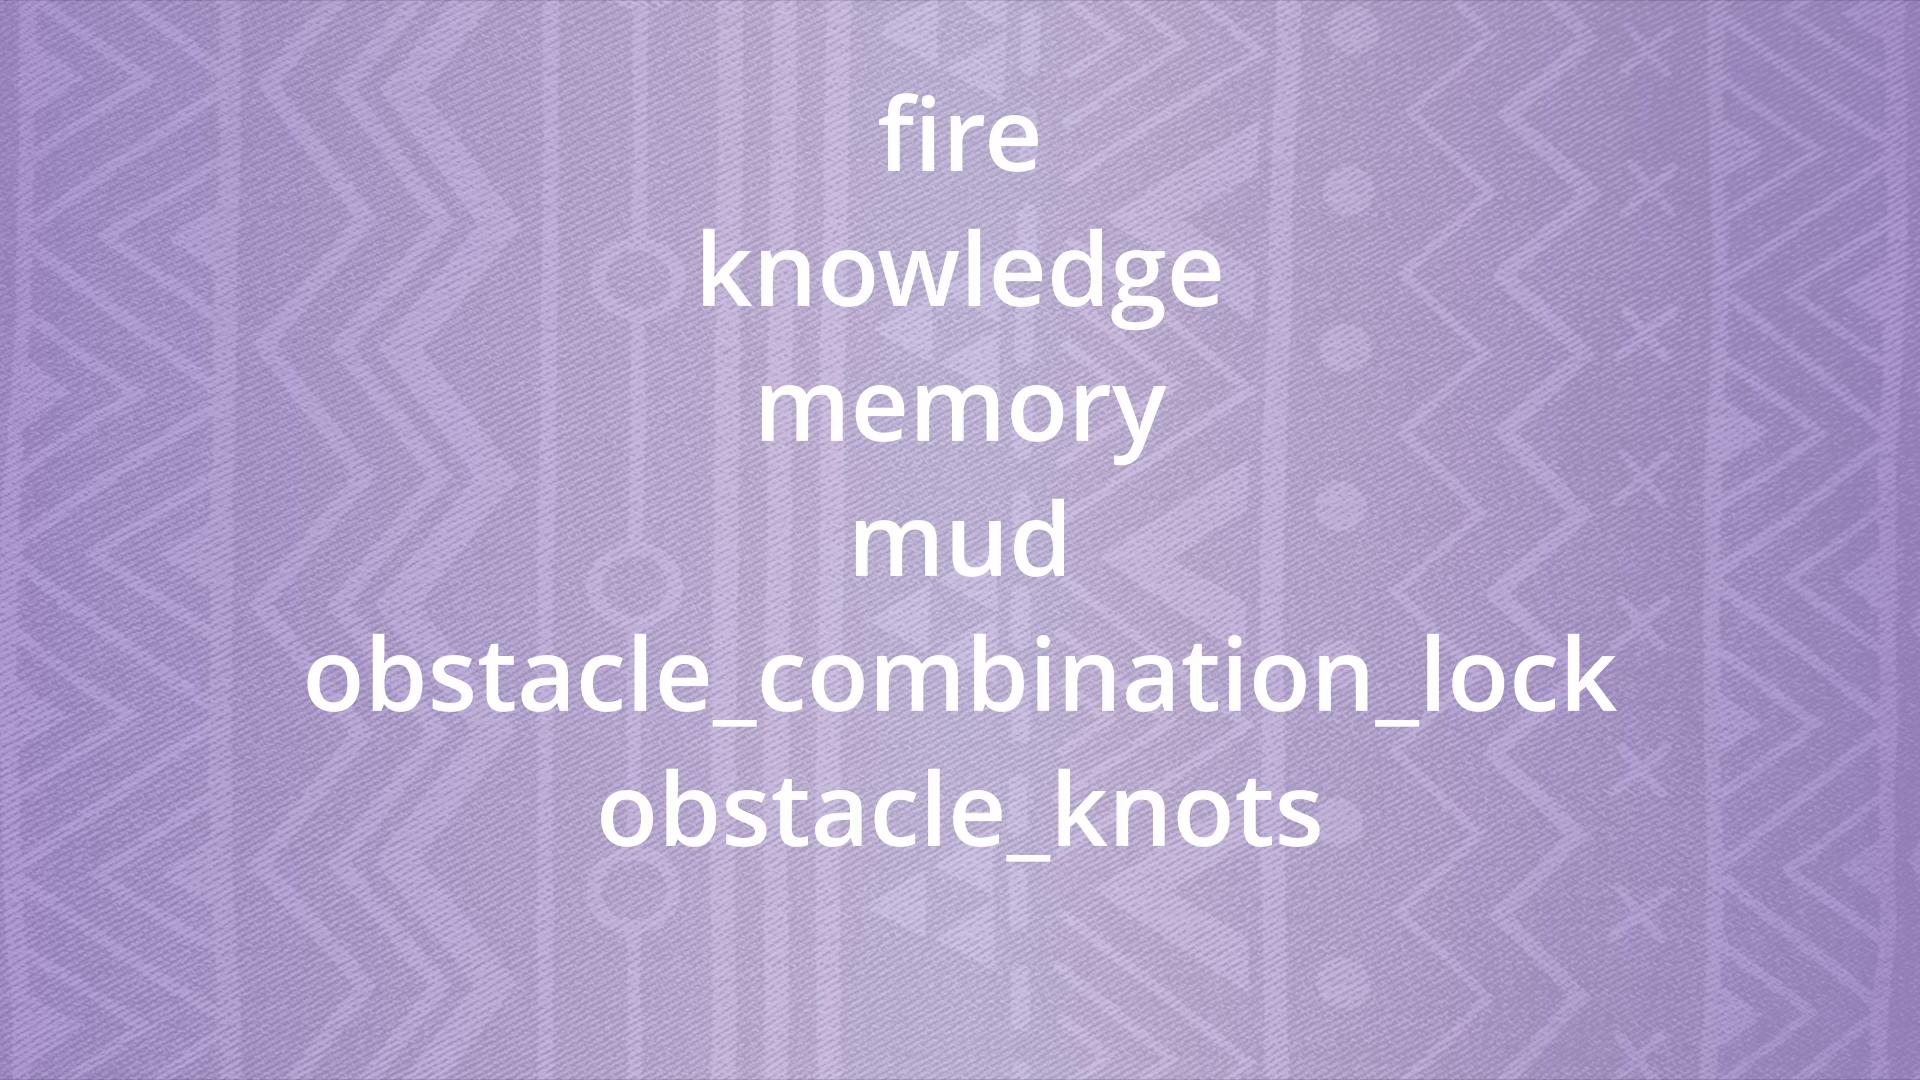 fire
knowledge
memory
mud
obstacle_combination_lock
obstacle_knots